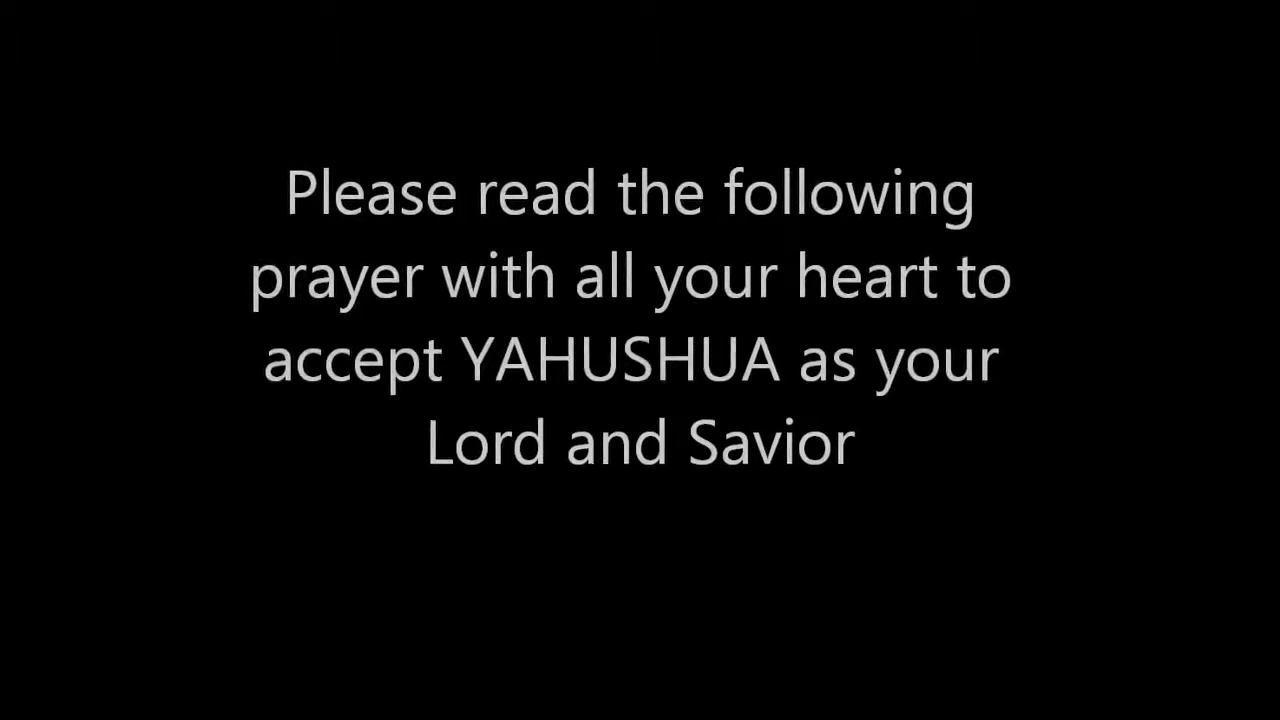 Please read the following
prayer with all your heart to
accept YAHUSHUA as your
Lord and Savior